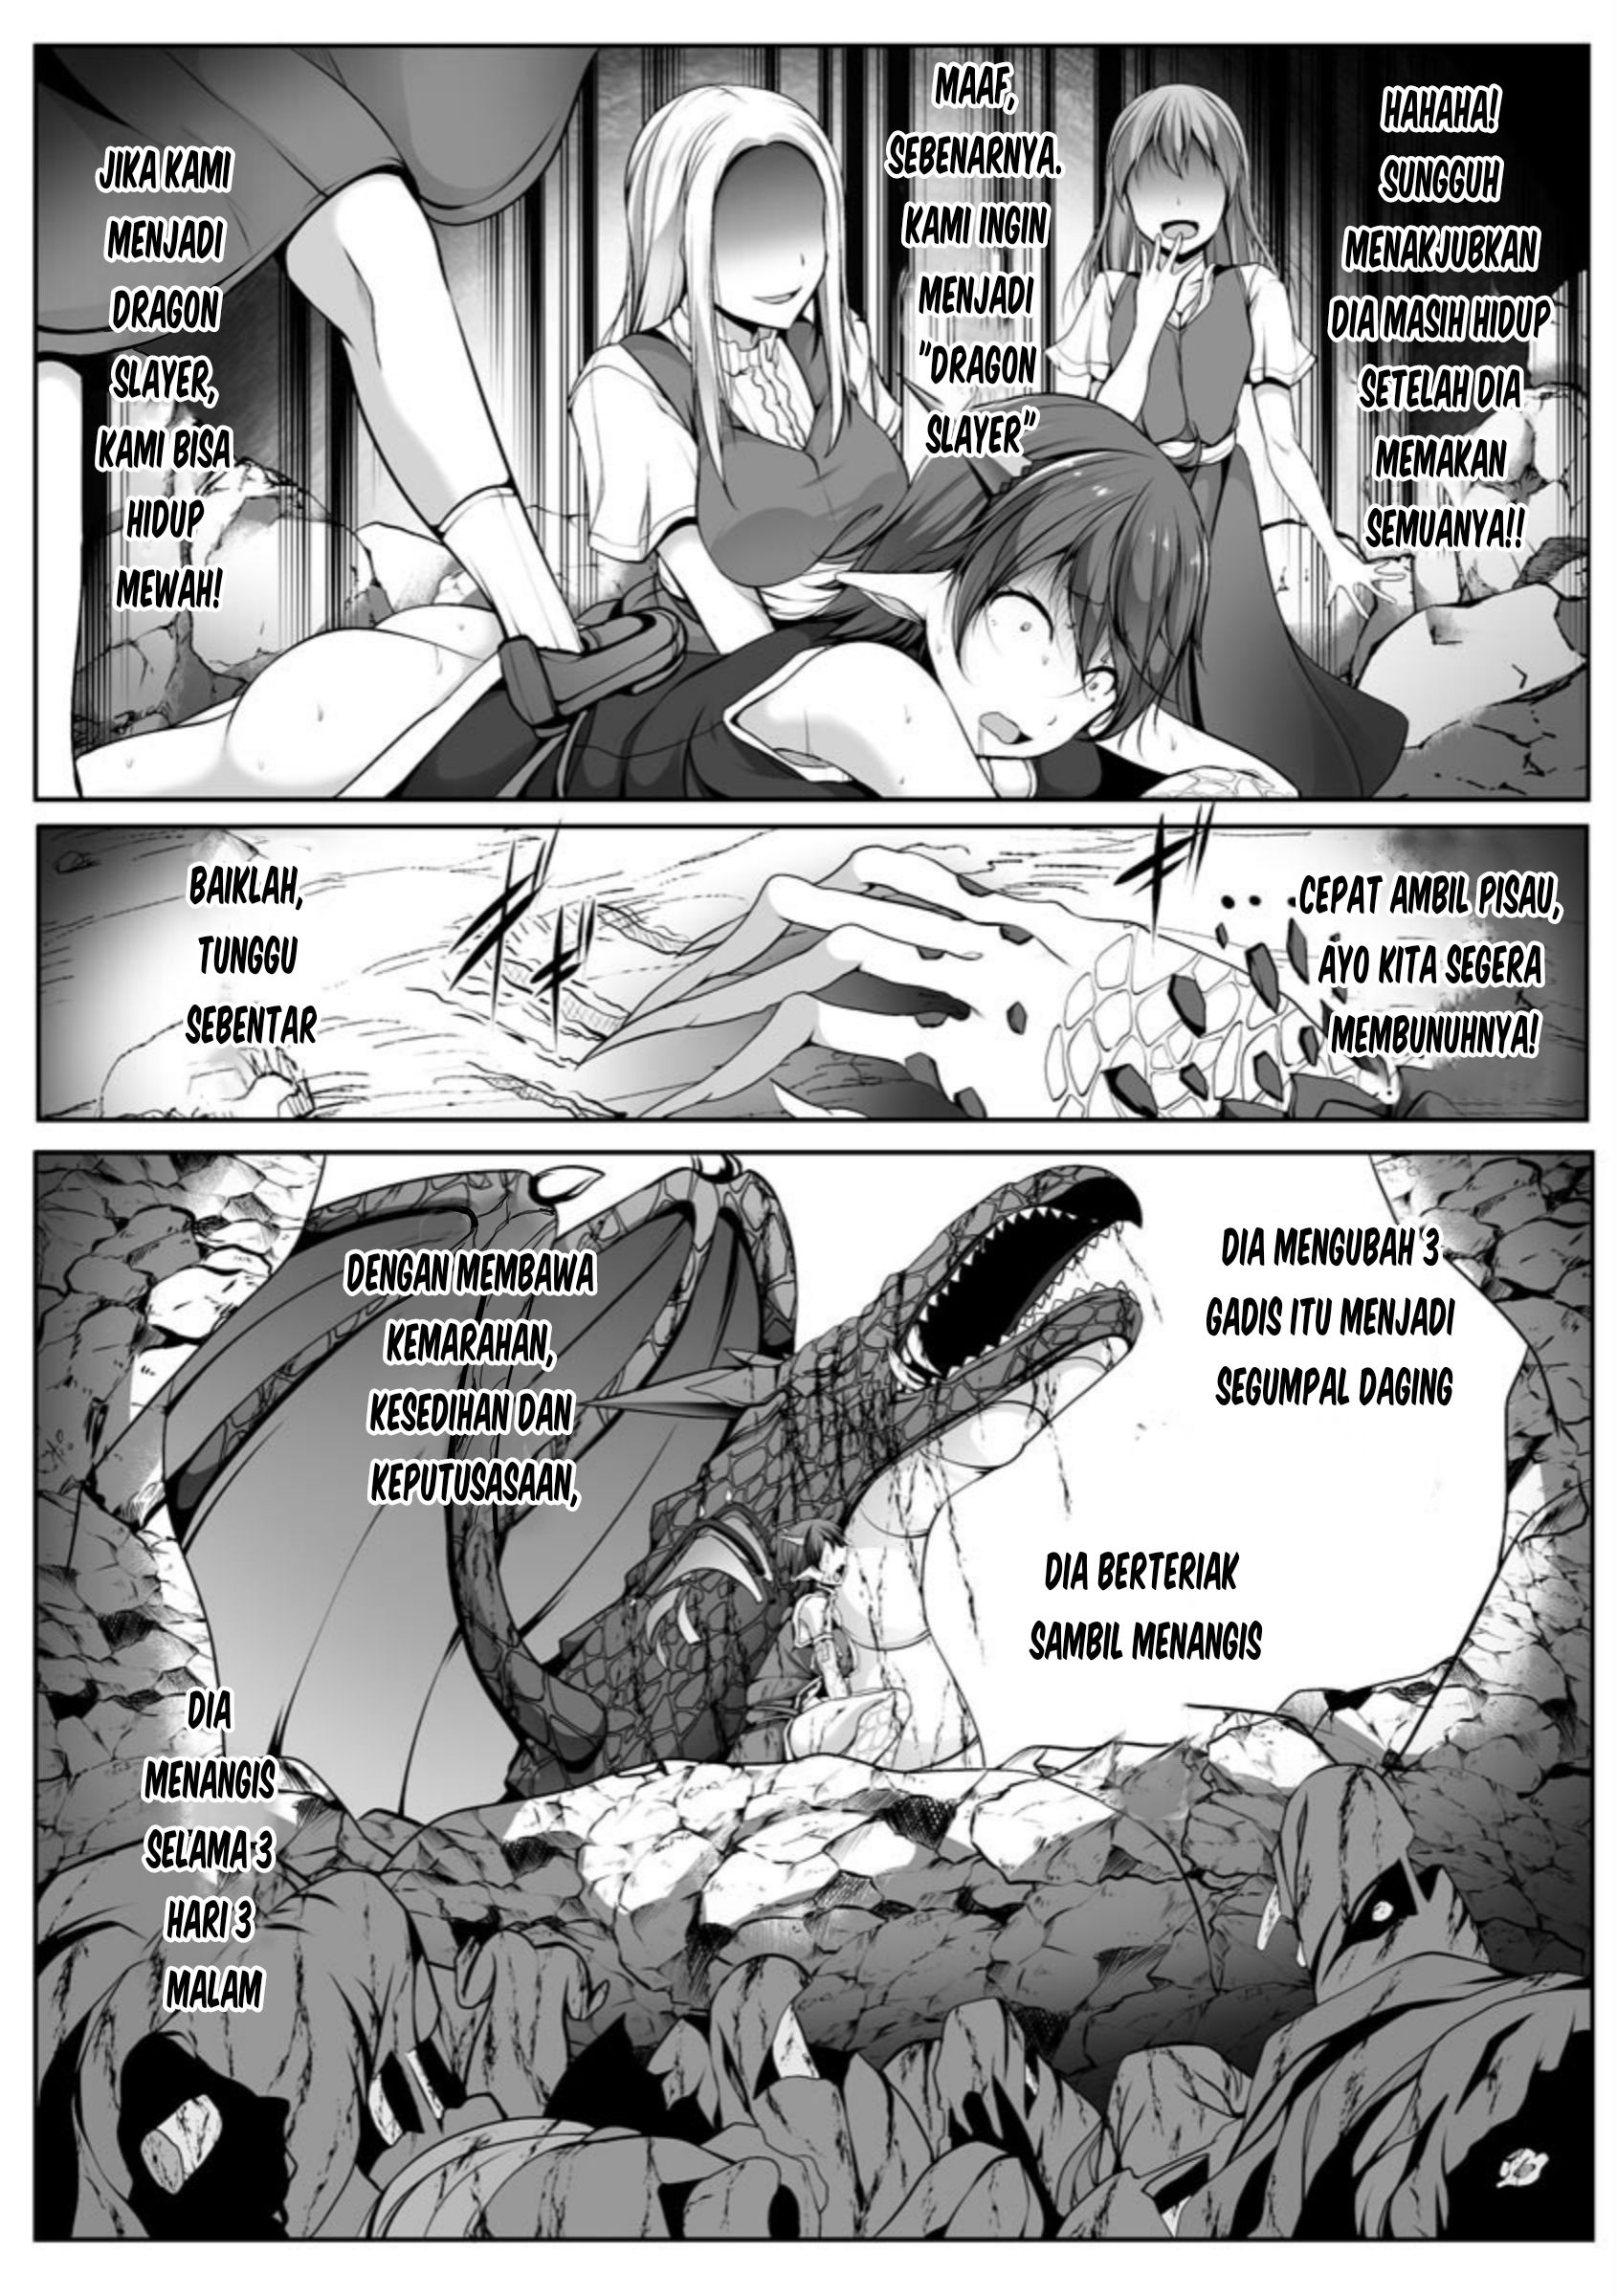 HAHAHA!
SUNGGUH
MENAKJUBKAN
DIA MASIH HIDUP
SETELAH DIA
MEMAKAN
SEMUANYA!!
MAAF,
SEBENARNYA.
KAMI INGIN
MENJADI
"DRAGON
SLAYER"
JIKA KAMI
MENJADI
DRAGON
SLAYER,
KAMI BISA
HIDUP
MEWAH!
CEPAT AMBIL PISAU,
AYO KITA SEGERA
MEMBUNUHNYA!
BAIKLAH,
TUNGGU
SEBENTAR
DIA MENGUBAH 3
GADIS ITU MENJADI
SEGUMPAL DAGING
DENGAN MEMBAWA
KEMARAHAN,
KESEDIHAN DAN
KEPUTUSASAAN,
DIA BERTERIAK
SAMBIL MENANGIS
DIA
MENANGIS
SELAMA 3
HARI 3
MALAM